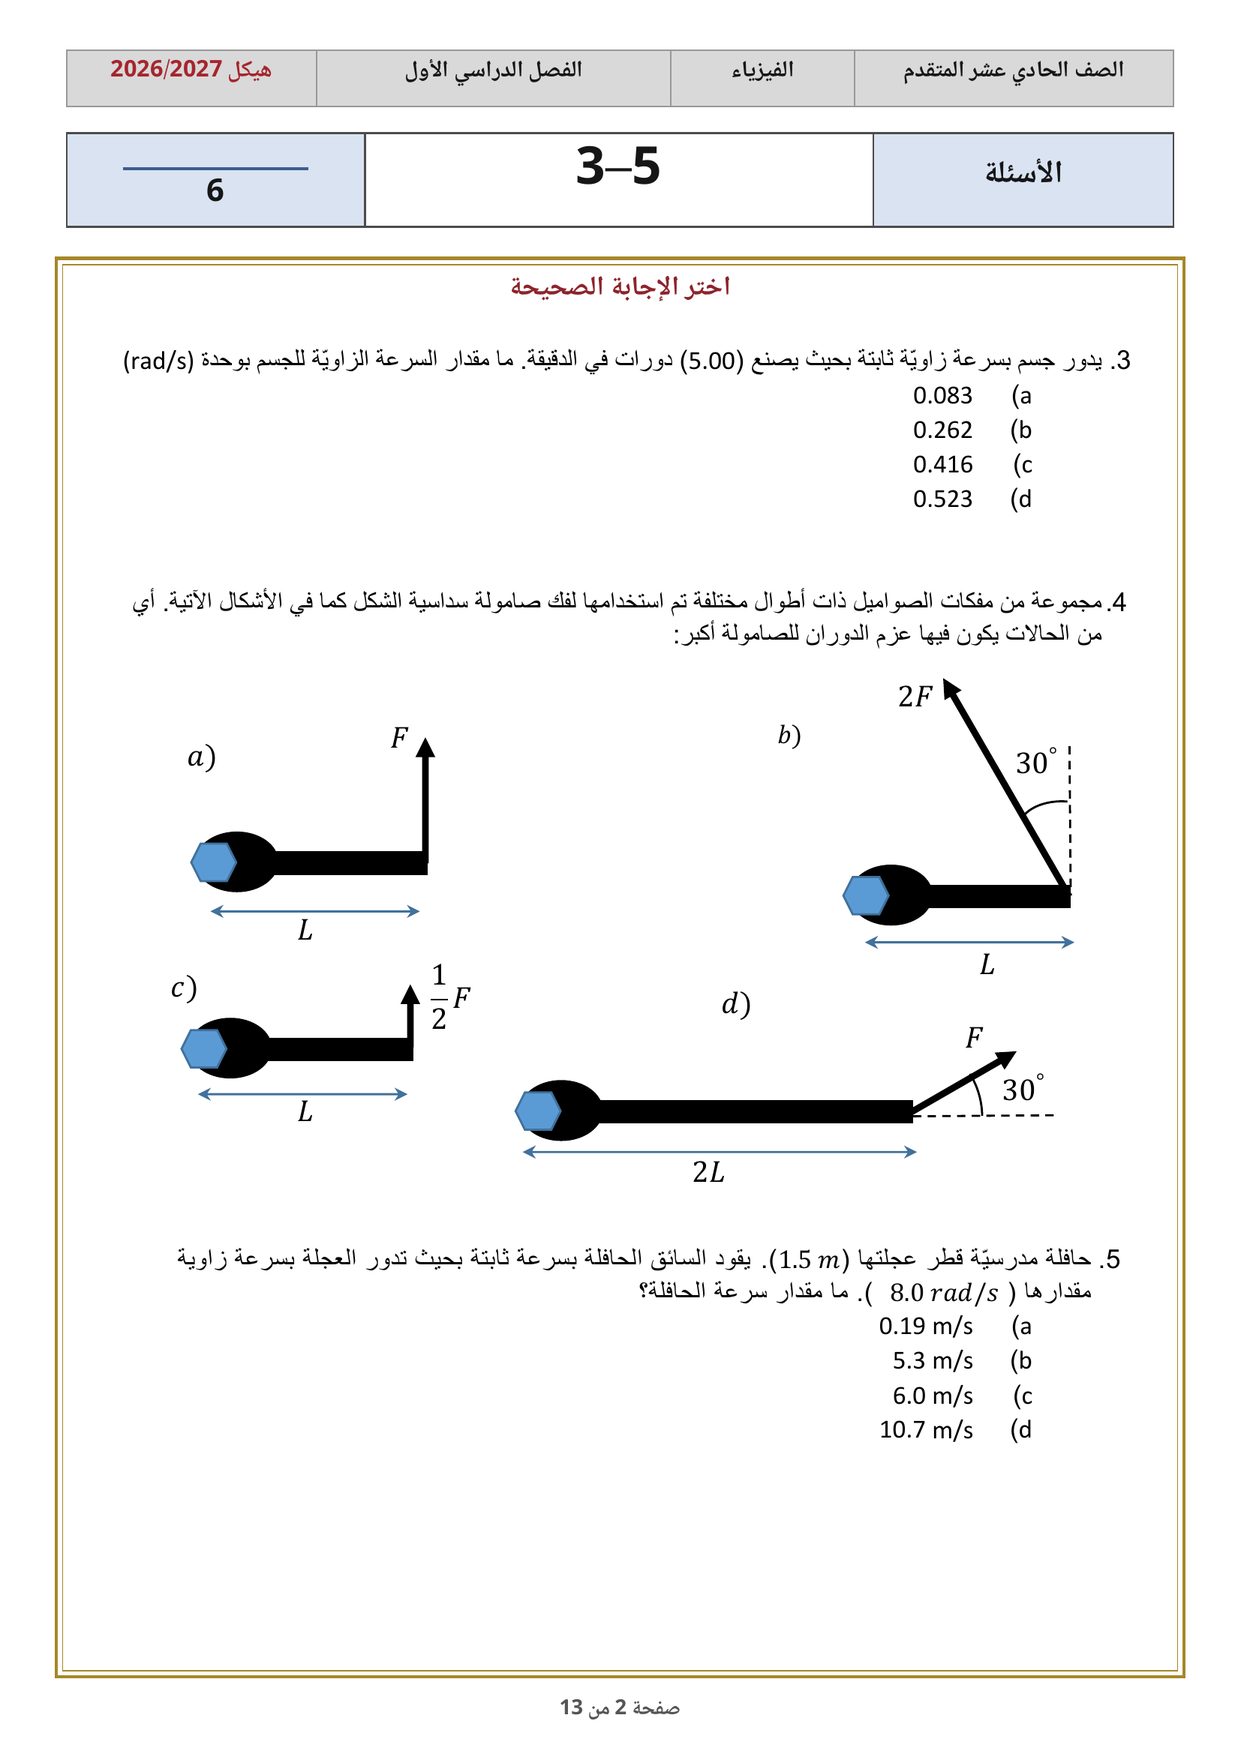 الصف الحادي عشر المتقدم
الفيزياء
الفصل الدراسي الأول
هيكل 2026/2027
الأسئلة
3–5
6
اختر الإجابة الصحيحة
3. يدور جسم بسرعة زاويّة ثابتة بحيث يصنع (5.00) دورات في الدقيقة. ما مقدار السرعة الزاويّة للجسم بوحدة (rad/s)
a) 0.083
b) 0.262
c) 0.416
d) 0.523
4. مجموعة من مفكات الصواميل ذات أطوال مختلفة تم استخدامها لفك صامولة سداسية الشكل كما في الأشكال الآتية. أي
من الحالات يكون فيها عزم الدوران للصامولة أكبر:
a)
F
L
b)
2F
30°
L
c)
1/2 F
L
d)
F
30°
2L
5. حافلة مدرسيّة قطر عجلتها (1.5 m). يقود السائق الحافلة بسرعة ثابتة بحيث تدور العجلة بسرعة زاوية
مقدارها ( 8.0 rad/s ). ما مقدار سرعة الحافلة؟
a) 0.19 m/s
b) 5.3 m/s
c) 6.0 m/s
d) 10.7 m/s
صفحة 2 من 13